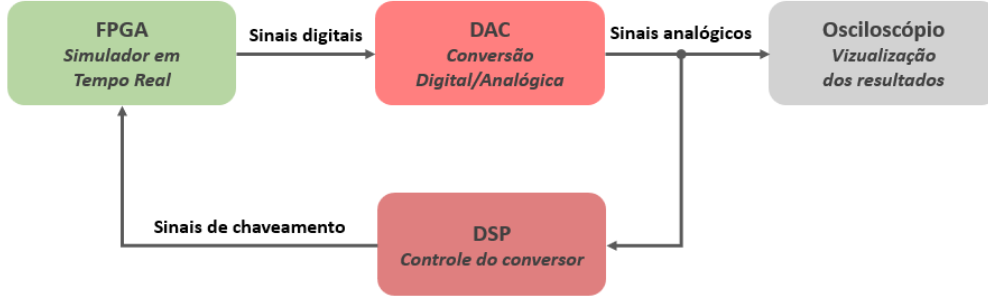 FPGA
Simulador em
Tempo Real
Sinais digitais
DAC
Conversão
Digital/Analógica
Sinais analógicos
Osciloscópio
Vizualização
dos resultados
Sinais de chaveamento
DSP
Controle do conversor